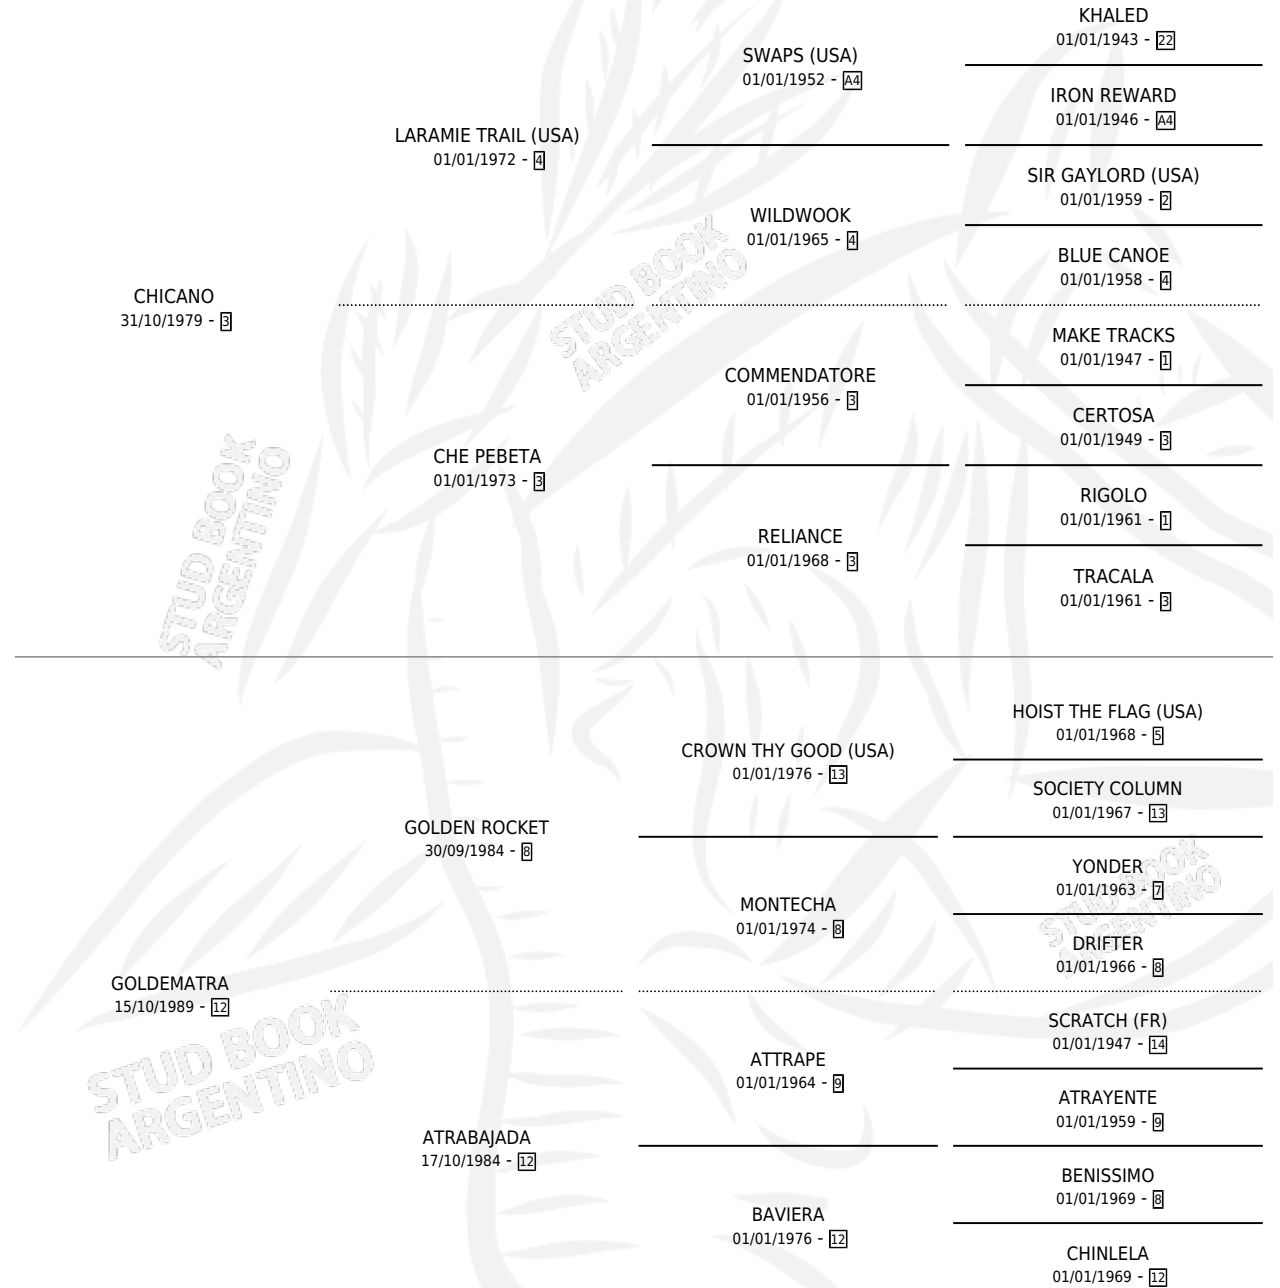 KHALED
01/01/1943 - 22
SWAPS (USA)
01/01/1952 - A4
IRON REWARD
01/01/1946 - A4
LARAMIE TRAIL (USA)
01/01/1972 - 4
SIR GAYLORD (USA)
01/01/1959 - 2
WILDWOOK
01/01/1965 - 4
BLUE CANOE
01/01/1958 - 4
CHICANO
31/10/1979 - 3
STUD BOOK
ARGENTINO
MAKE TRACKS
01/01/1947 - 1
COMMENDATORE
01/01/1956 - 3
CERTOSA
01/01/1949 - 3
CHE PEBETA
01/01/1973 - 3
RIGOLO
01/01/1961 - 1
RELIANCE
01/01/1968 - 3
TRACALA
01/01/1961 - 3
STUD BOOK
ARGENTINO
HOIST THE FLAG (USA)
01/01/1968 - 5
CROWN THY GOOD (USA)
01/01/1976 - 13
SOCIETY COLUMN
01/01/1967 - 13
GOLDEN ROCKET
30/09/1984 - 8
YONDER
01/01/1963 - 7
MONTECHA
01/01/1974 - 8
STUD BOOK
ARGENTINO
DRIFTER
01/01/1966 - 8
GOLDEMATRA
15/10/1989 - 12
SCRATCH (FR)
01/01/1947 - 14
ATTRAPE
01/01/1964 - 9
STUD BOOK
ARGENTINO
ATRAYENTE
01/01/1959 - 9
ATRABAJADA
17/10/1984 - 12
BENISSIMO
01/01/1969 - 8
BAVIERA
01/01/1976 - 12
CHINLELA
01/01/1969 - 12